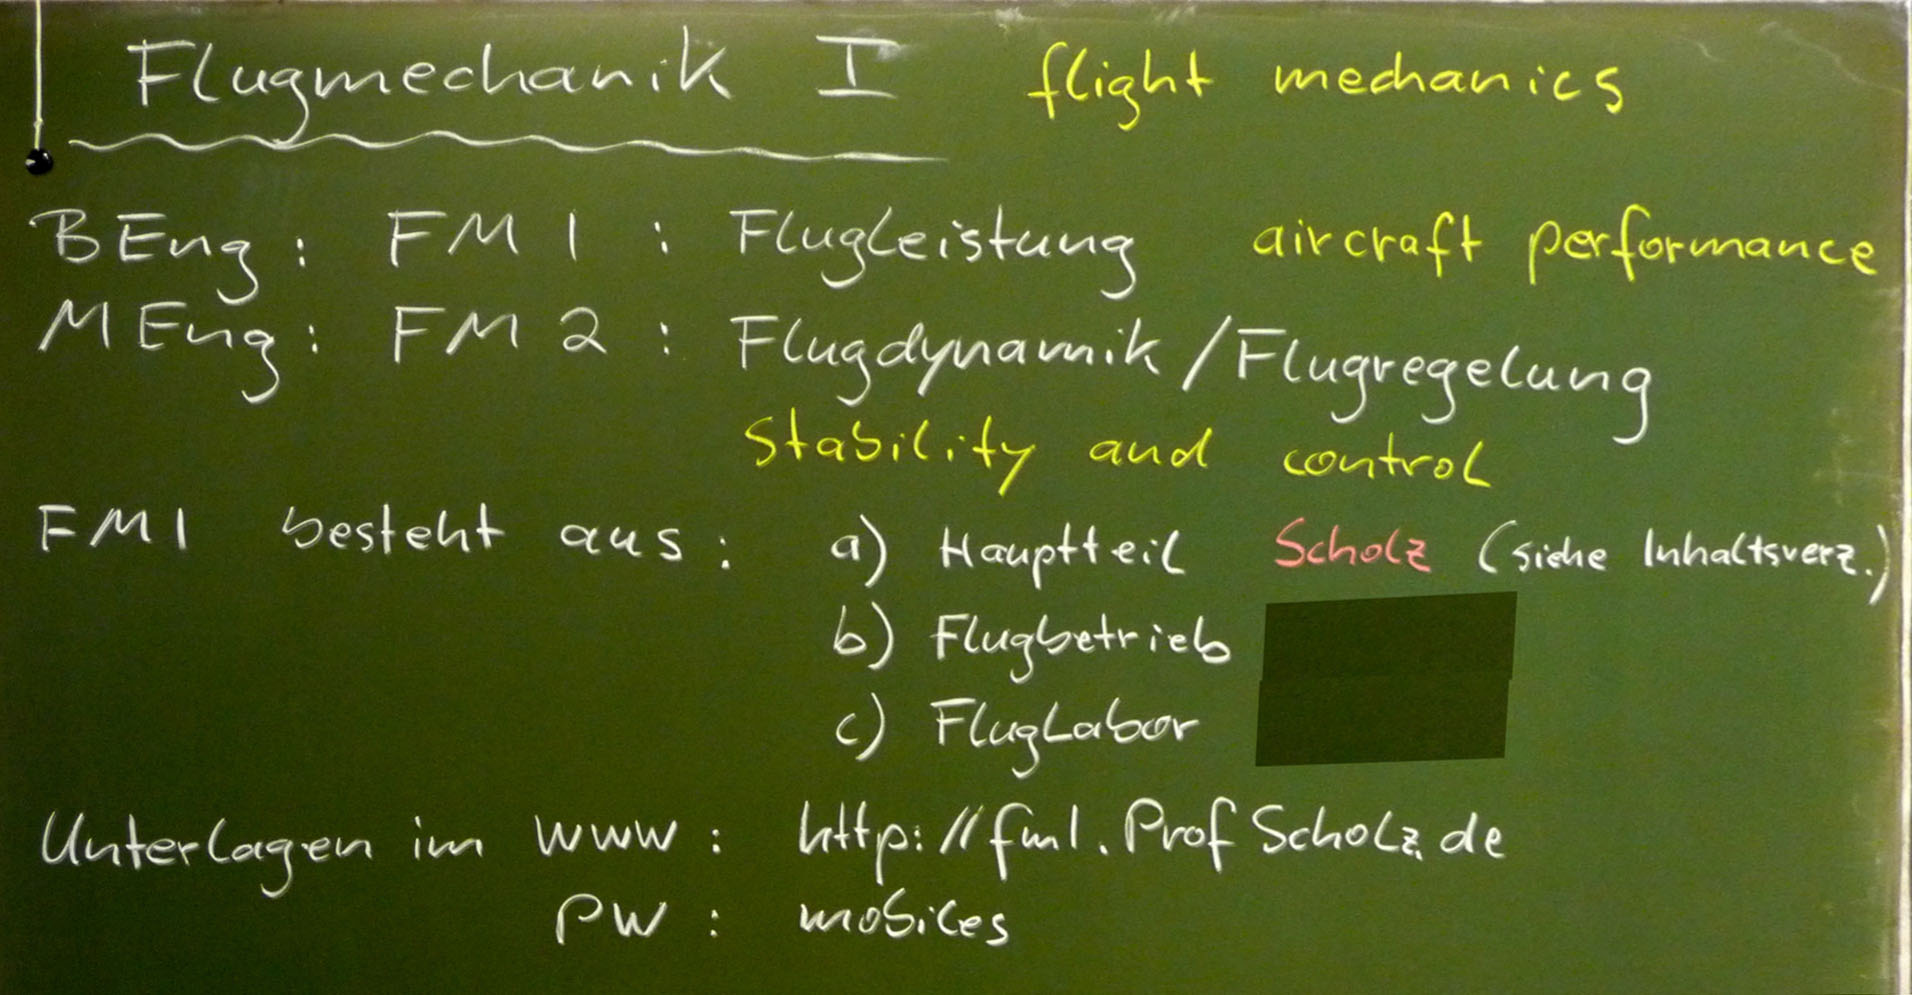 Flugmechanik I flight mechanics
BEng: FM 1 : Flugleistung aircraft performance
MEng: FM 2 : Flugdynamik/Flugregelung
stability and control
FM1 besteht aus: a) Hauptteil Scholz (siehe Inhaltsverz.)
b) Flugbetrieb
c) Fluglabor
Unterlagen im WWW : http://fm1.ProfScholz.de
PW : mobiles